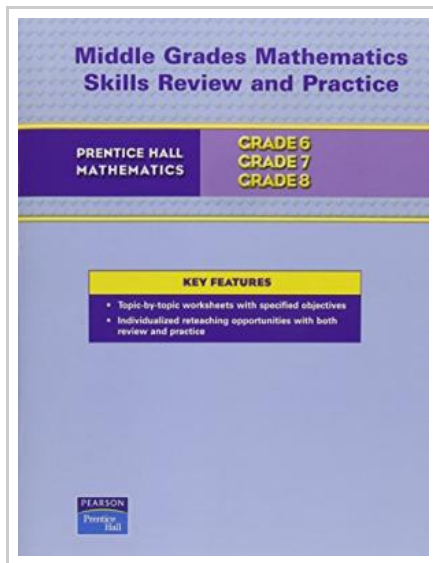 Middle Grades Mathematics
Skills Review and Practice
PRENTICE HALL
MATHEMATICS
GRADE 6
GRADE 7
GRADE 8
KEY FEATURES
• Topic-by-topic worksheets with specified objectives
• Individualized reteaching opportunities with both
review and practice
PEARSON
Prentice
Hall